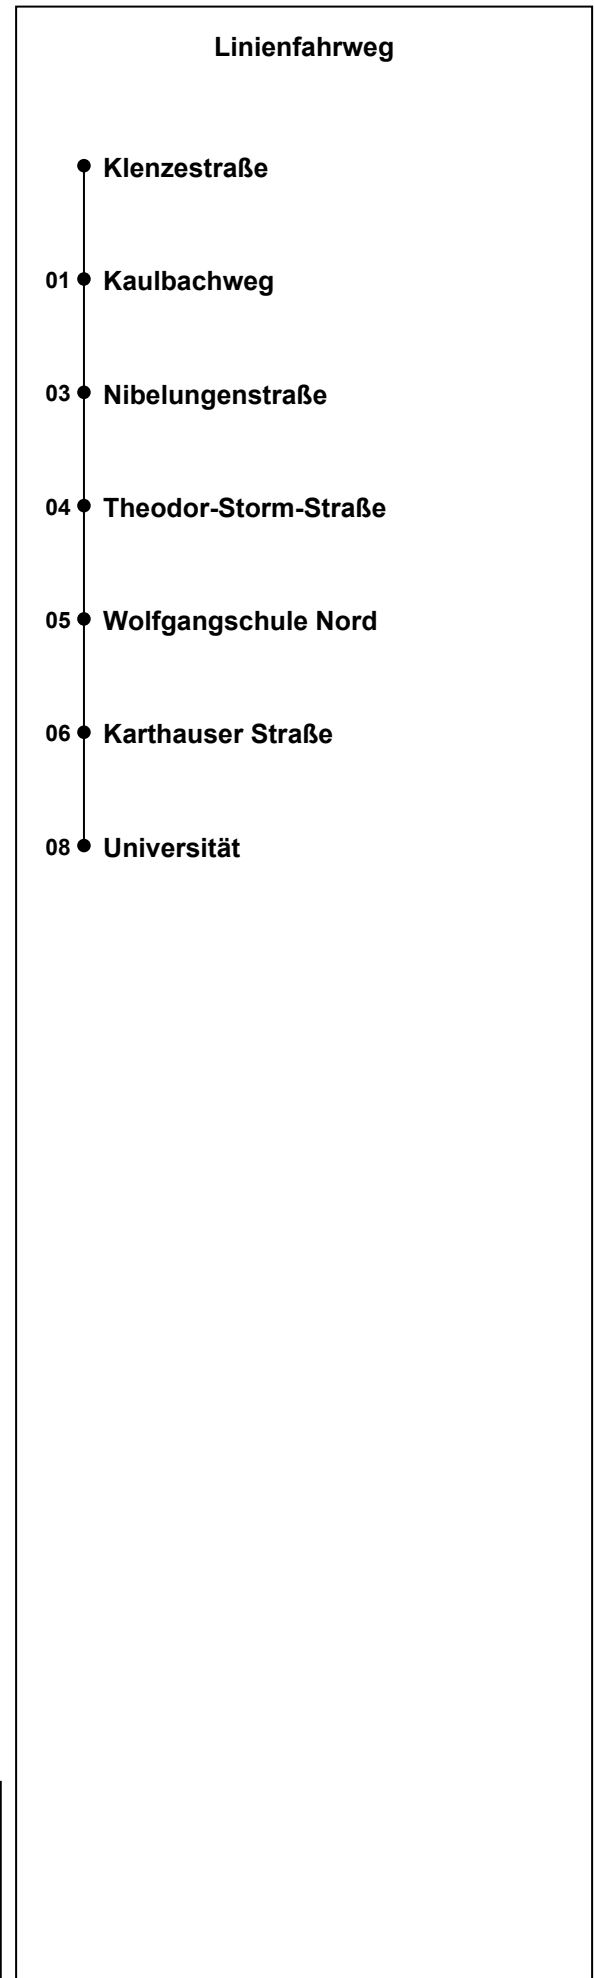 Linienfahrweg
Klenzestraße
01 Kaulbachweg
03 Nibelungenstraße
04 Theodor-Storm-Straße
05 Wolfgangschule Nord
06 Karthauser Straße
08 Universität